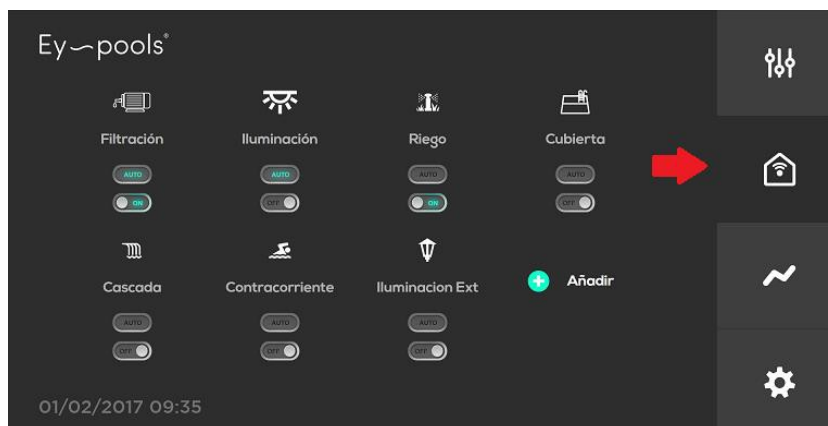 Ey-pools®
Filtración Iluminación Riego Cubierta
AUTO AUTO AUTO AUTO
ON OFF ON OFF
Cascada Contracorriente Iluminacion Ext Añadir
AUTO AUTO AUTO
OFF OFF OFF
01/02/2017 09:35